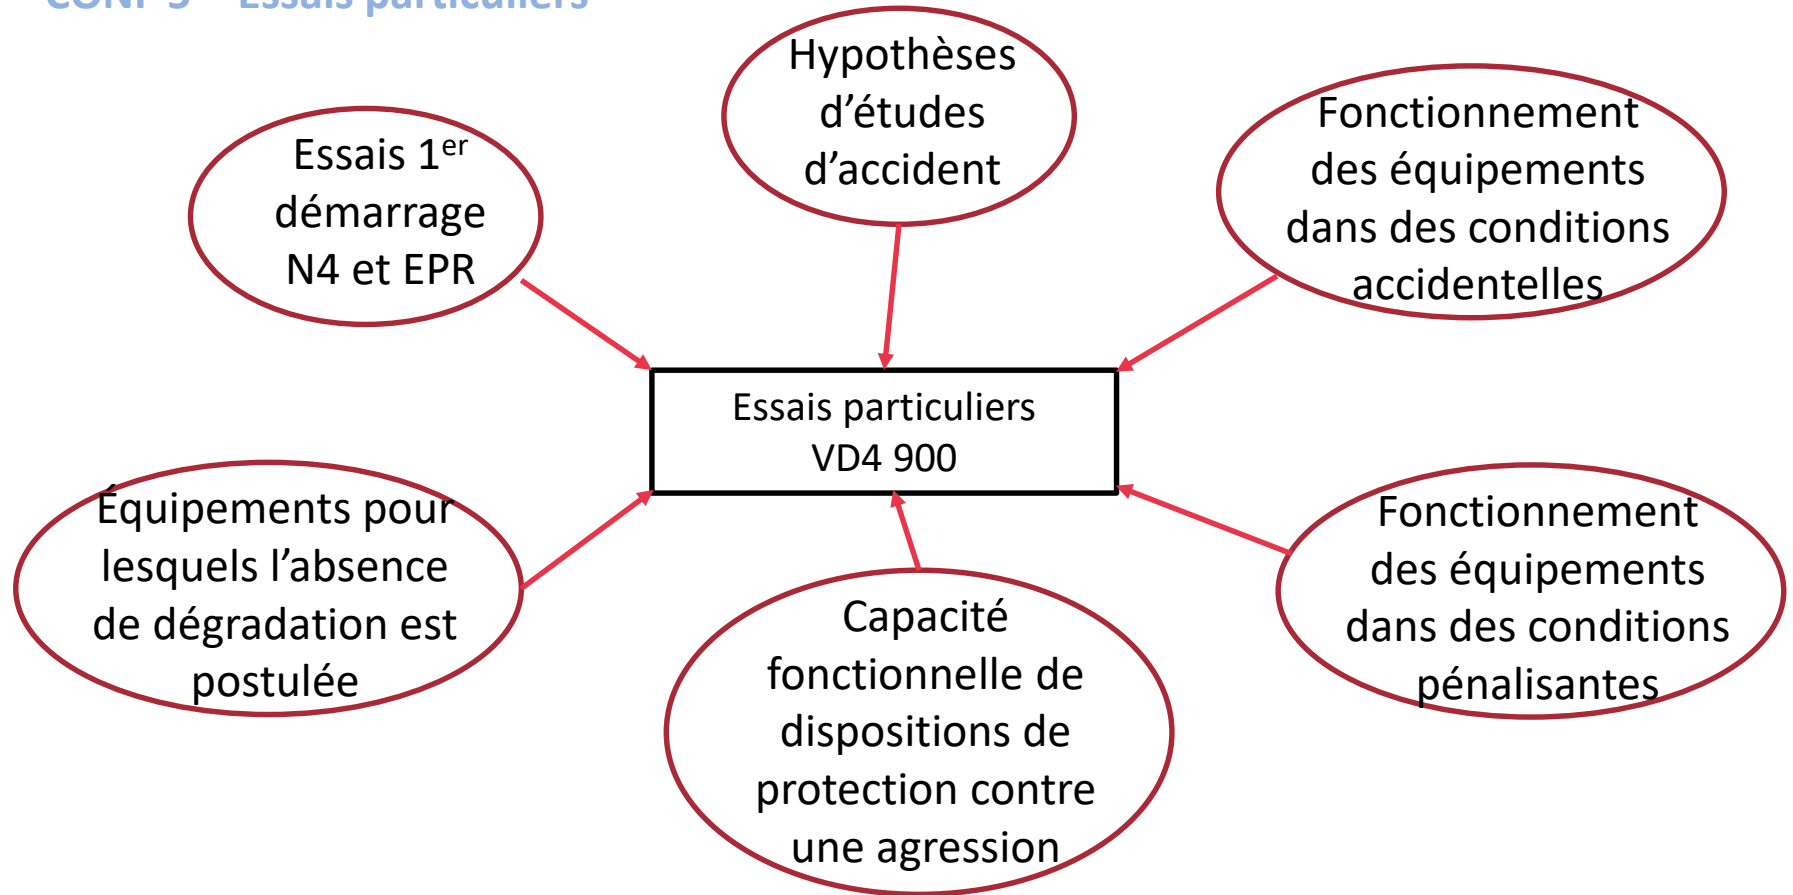 Essais particuliers
Hypothèses
d’études
d’accident
Essais 1er
démarrage
N4 et EPR
Fonctionnement
des équipements
dans des conditions
accidentelles
Essais particuliers
VD4 900
Équipements pour
lesquels l’absence
de dégradation est
postulée
Capacité
fonctionnelle de
dispositions de
protection contre
une agression
Fonctionnement
des équipements
dans des conditions
pénalisantes